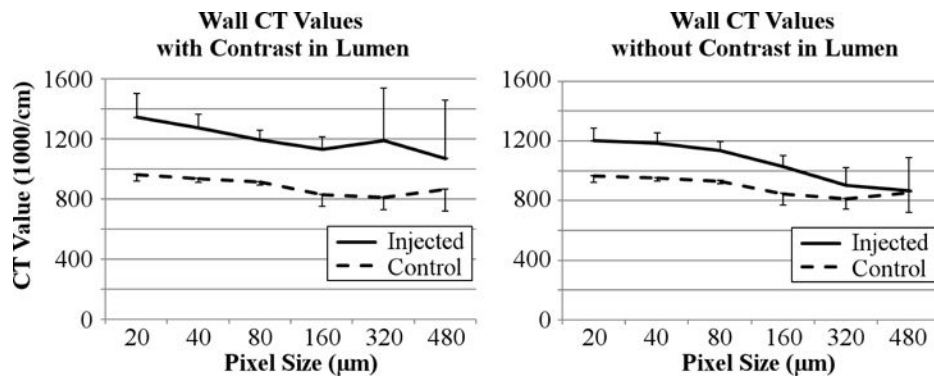 Wall CT Values
with Contrast in Lumen
CT Value (1000/cm)
1600
1200
800
400
0
Injected
Control
20 40 80 160 320 480
Pixel Size (µm)
Wall CT Values
without Contrast in Lumen
1600
1200
800
400
0
Injected
Control
20 40 80 160 320 480
Pixel Size (µm)